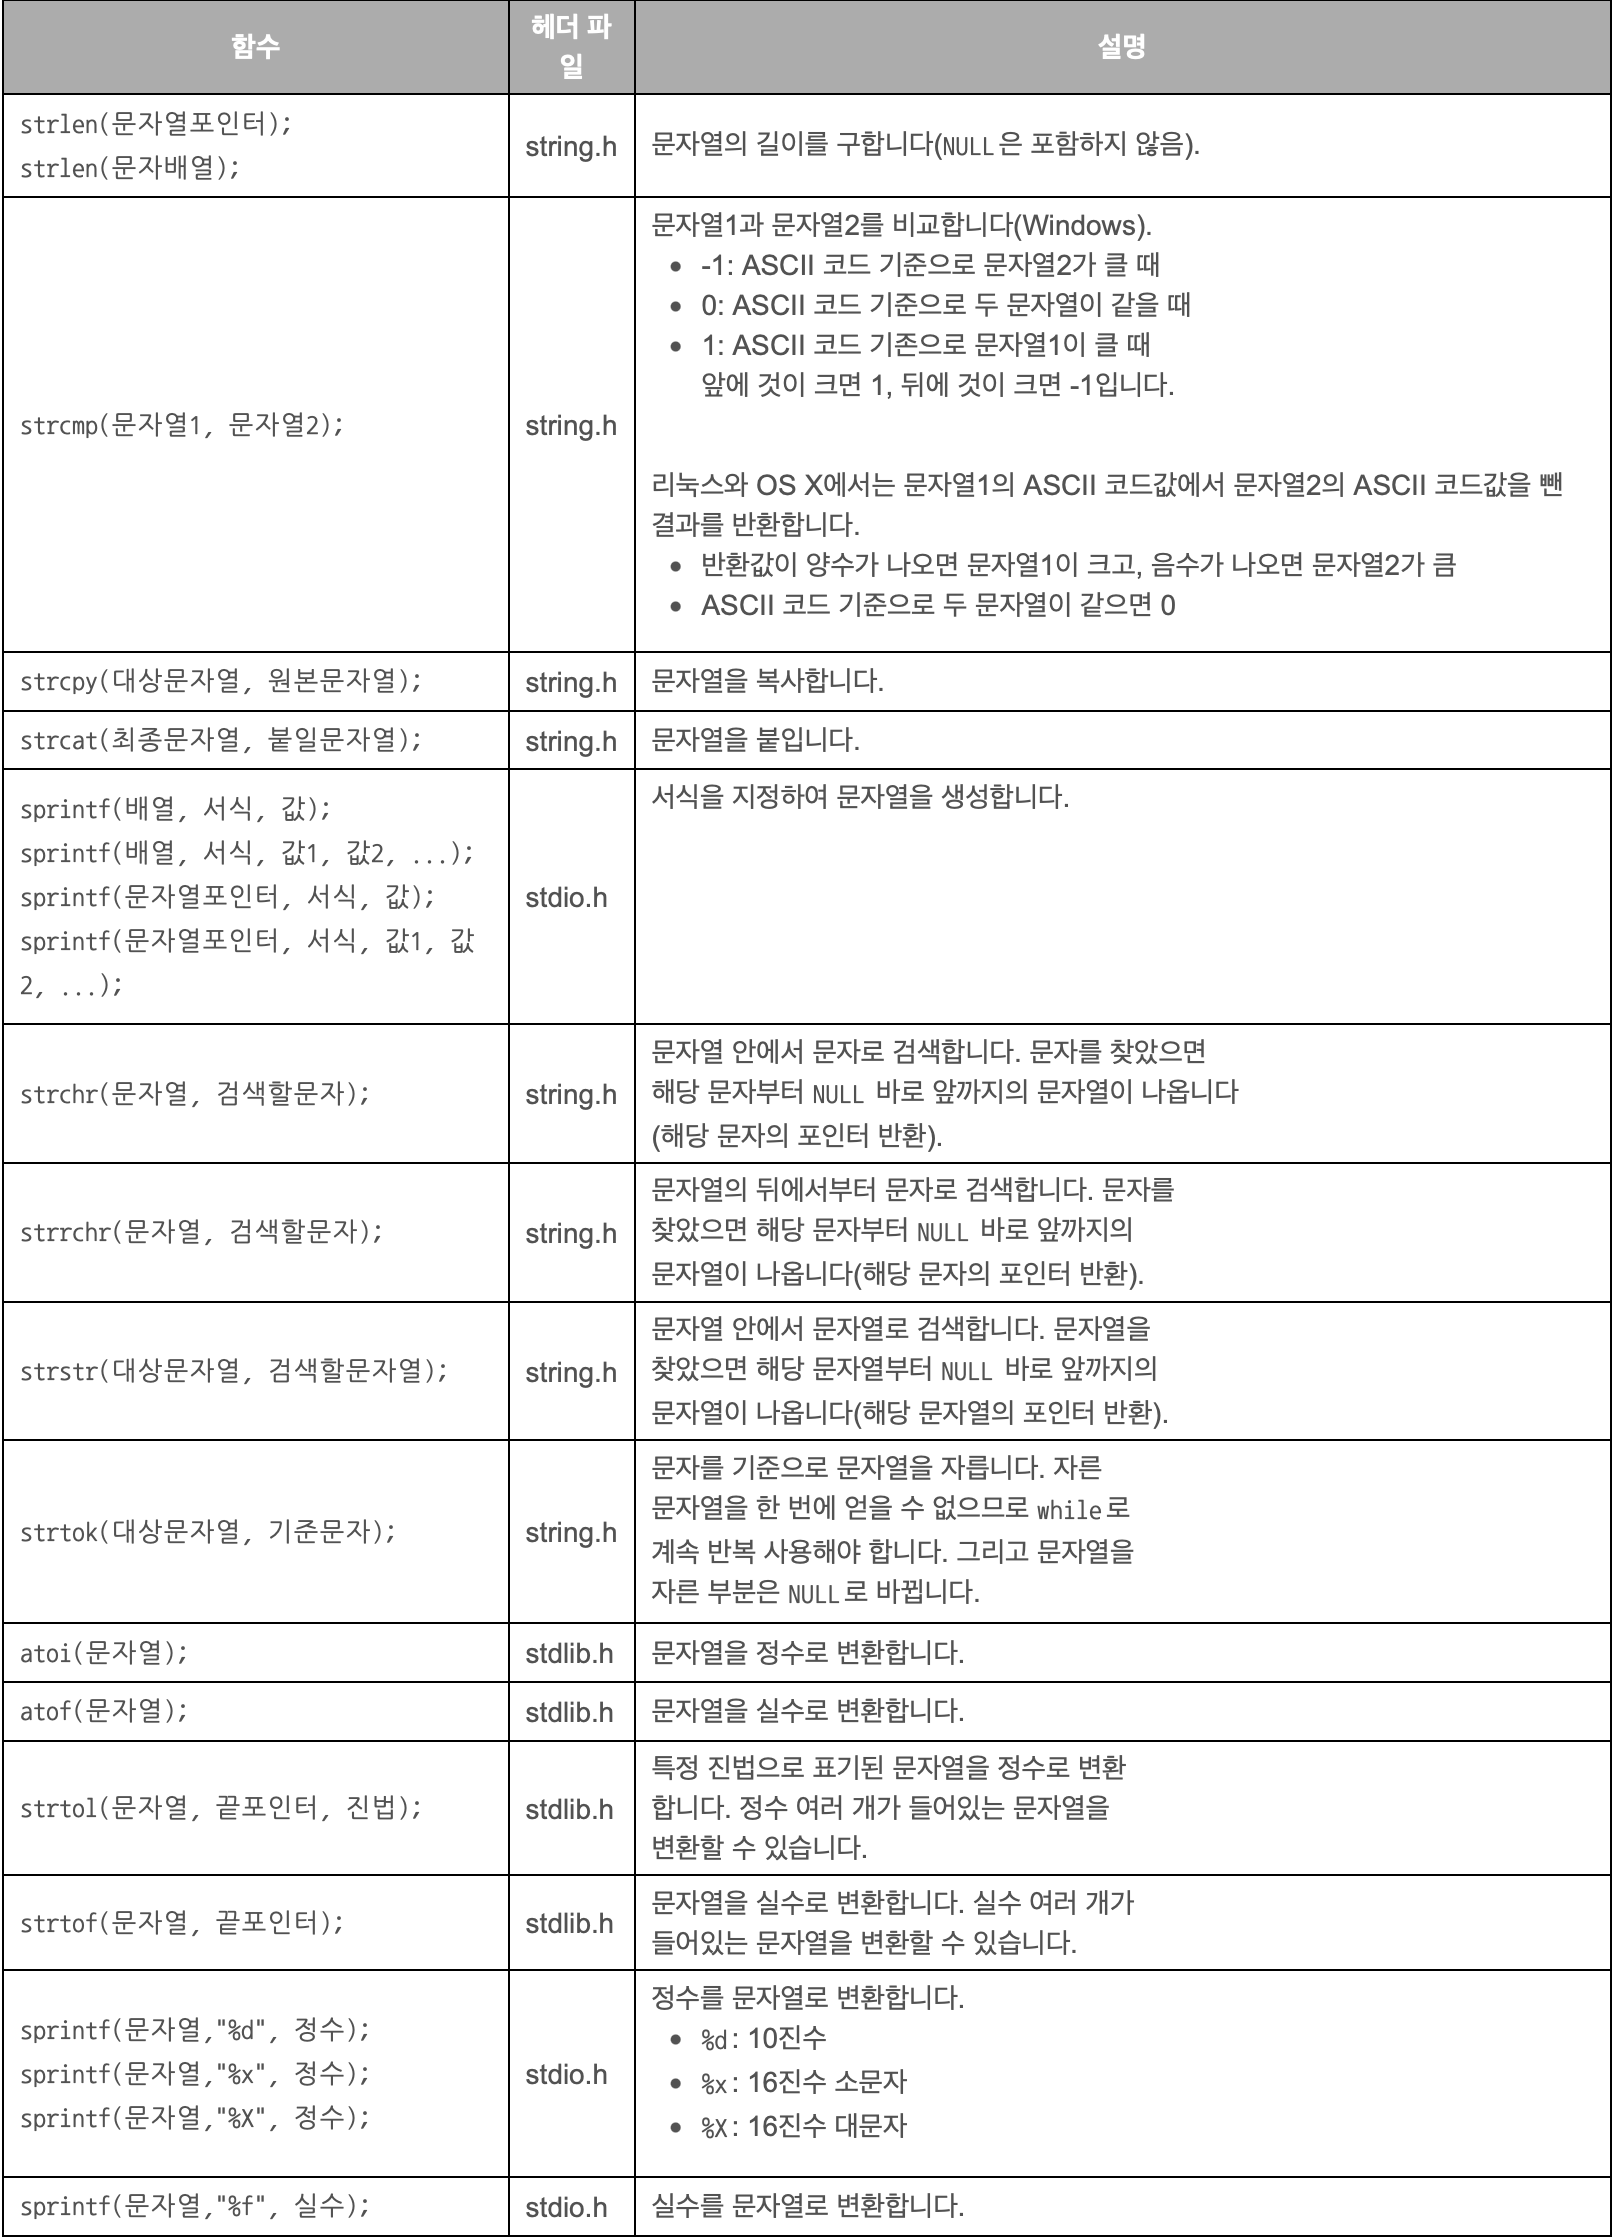 함수
헤더 파
일
설명
strlen(문자열포인터);
strlen(문자배열);
string.h
문자열의 길이를 구합니다(NULL은 포함하지 않음).
strcmp(문자열1, 문자열2);
string.h
문자열1과 문자열2를 비교합니다(Windows).
• -1: ASCII 코드 기준으로 문자열2가 클 때
• 0: ASCII 코드 기준으로 두 문자열이 같을 때
• 1: ASCII 코드 기존으로 문자열1이 클 때
앞에 것이 크면 1, 뒤에 것이 크면 -1입니다.
리눅스와 OS X에서는 문자열1의 ASCII 코드값에서 문자열2의 ASCII 코드값을 뺀
결과를 반환합니다.
• 반환값이 양수가 나오면 문자열1이 크고, 음수가 나오면 문자열2가 큼
• ASCII 코드 기준으로 두 문자열이 같으면 0
strcpy(대상문자열, 원본문자열);
string.h
문자열을 복사합니다.
strcat(최종문자열, 붙일문자열);
string.h
문자열을 붙입니다.
sprintf(배열, 서식, 값);
sprintf(배열, 서식, 값1, 값2, ...);
sprintf(문자열포인터, 서식, 값);
sprintf(문자열포인터, 서식, 값1, 값
2, ...);
stdio.h
서식을 지정하여 문자열을 생성합니다.
strchr(문자열, 검색할문자);
string.h
문자열 안에서 문자로 검색합니다. 문자를 찾았으면
해당 문자부터 NULL 바로 앞까지의 문자열이 나옵니다
(해당 문자의 포인터 반환).
strrchr(문자열, 검색할문자);
string.h
문자열의 뒤에서부터 문자로 검색합니다. 문자를
찾았으면 해당 문자부터 NULL 바로 앞까지의
문자열이 나옵니다(해당 문자의 포인터 반환).
strstr(대상문자열, 검색할문자열);
string.h
문자열 안에서 문자열로 검색합니다. 문자열을
찾았으면 해당 문자열부터 NULL 바로 앞까지의
문자열이 나옵니다(해당 문자열의 포인터 반환).
strtok(대상문자열, 기준문자);
string.h
문자를 기준으로 문자열을 자릅니다. 자른
문자열을 한 번에 얻을 수 없으므로 while로
계속 반복 사용해야 합니다. 그리고 문자열을
자른 부분은 NULL로 바뀝니다.
atoi(문자열);
stdlib.h
문자열을 정수로 변환합니다.
atof(문자열);
stdlib.h
문자열을 실수로 변환합니다.
strtol(문자열, 끝포인터, 진법);
stdlib.h
특정 진법으로 표기된 문자열을 정수로 변환
합니다. 정수 여러 개가 들어있는 문자열을
변환할 수 있습니다.
strtof(문자열, 끝포인터);
stdlib.h
문자열을 실수로 변환합니다. 실수 여러 개가
들어있는 문자열을 변환할 수 있습니다.
sprintf(문자열,"%d", 정수);
sprintf(문자열,"%x", 정수);
sprintf(문자열,"%X", 정수);
stdio.h
정수를 문자열로 변환합니다.
• %d: 10진수
• %x: 16진수 소문자
• %X: 16진수 대문자
sprintf(문자열,"%f", 실수);
stdio.h
실수를 문자열로 변환합니다.